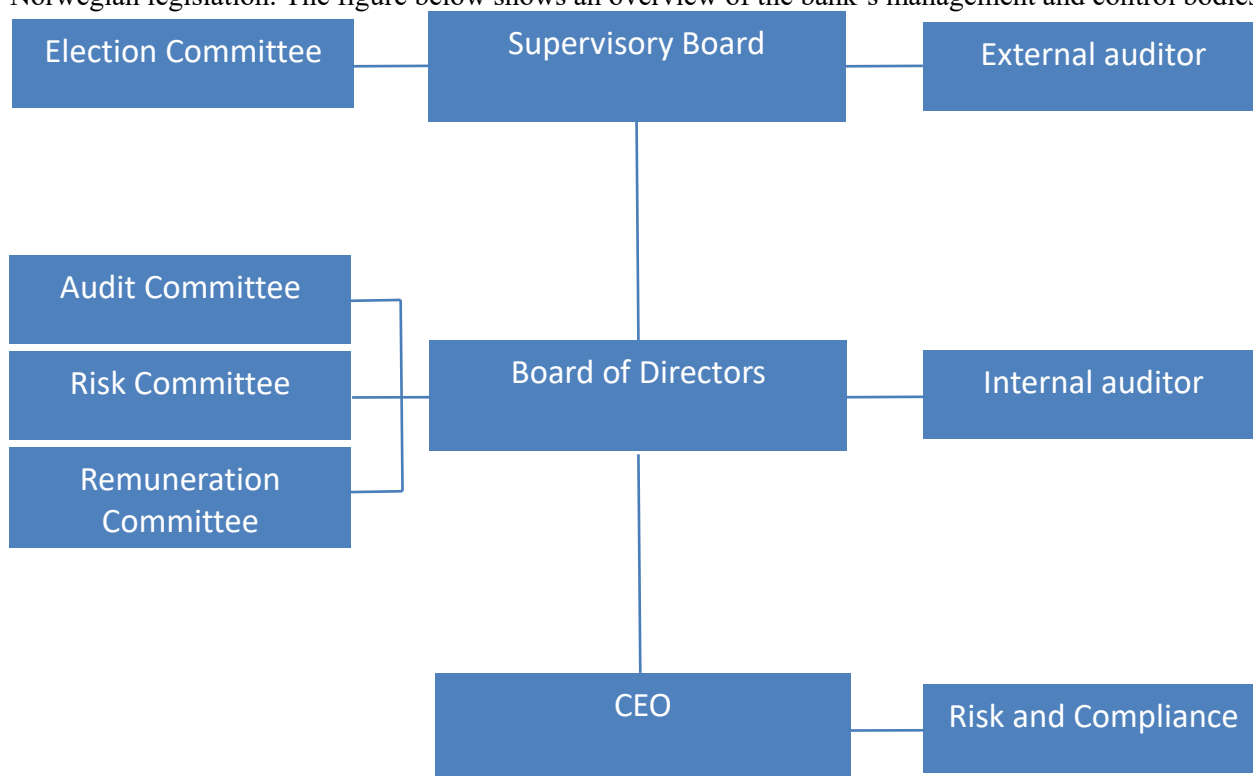 Norwegian legislation. The figure below shows an overview of the bank's management and control bodies
Election Committee
Supervisory Board
External auditor
Audit Committee
Risk Committee
Board of Directors
Internal auditor
Remuneration
Committee
CEO
Risk and Compliance